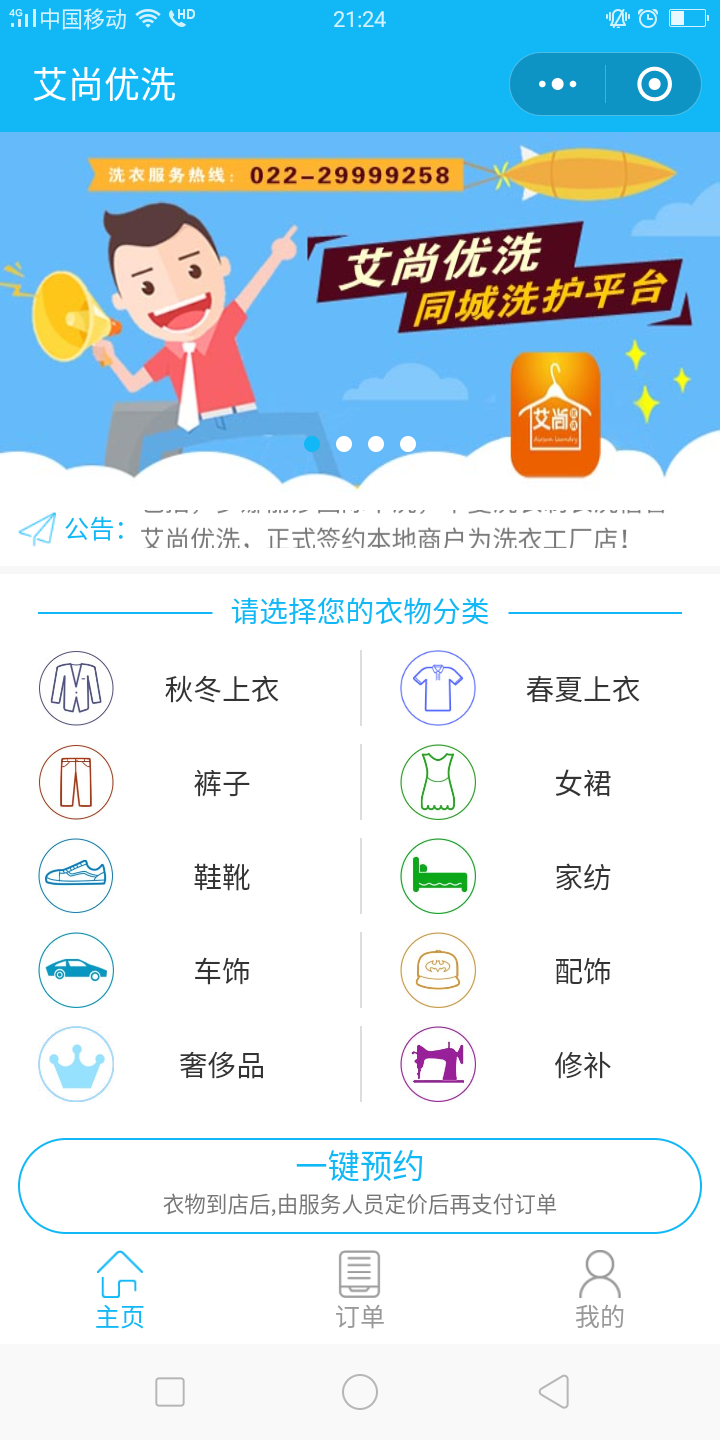 4G 中国移动 HD 21:24
艾尚优洗
洗衣服务热线: 022-29999258
艾尚优洗
同城洗护平台
艾尚
Aishom Laundry
公告:
艾尚优洗，正式签约本地商户为洗衣工厂店！
请选择您的衣物分类
秋冬上衣 春夏上衣
裤子 女裙
鞋靴 家纺
车饰 配饰
奢侈品 修补
一键预约
衣物到店后,由服务人员定价后再支付订单
主页 订单 我的